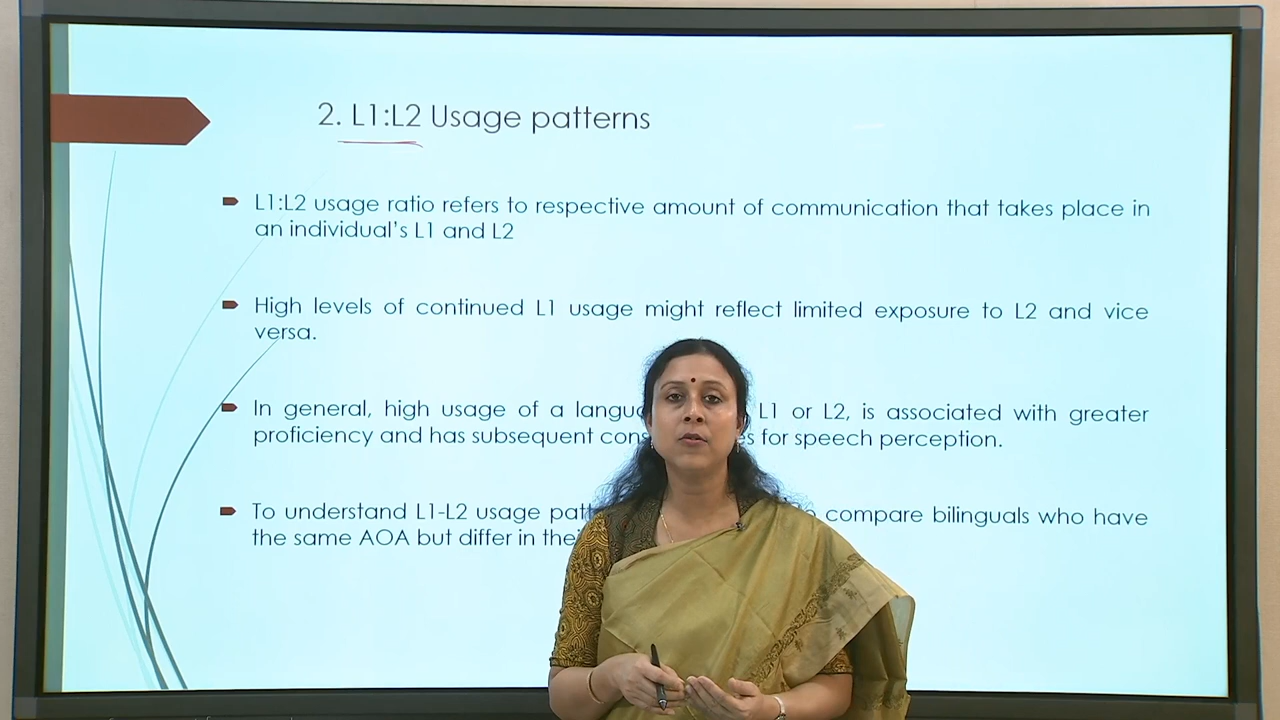 2. L1:L2 Usage patterns
L1:L2 usage ratio refers to respective amount of communication that takes place in
an individual's L1 and L2
High levels of continued L1 usage might reflect limited exposure to L2 and vice
versa.
In general, high usage of a L1 or L2, is associated with greater
proficiency and has subsequent for speech perception.
To understand L1-L2 usage compare bilinguals who have
the same AOA but differ in